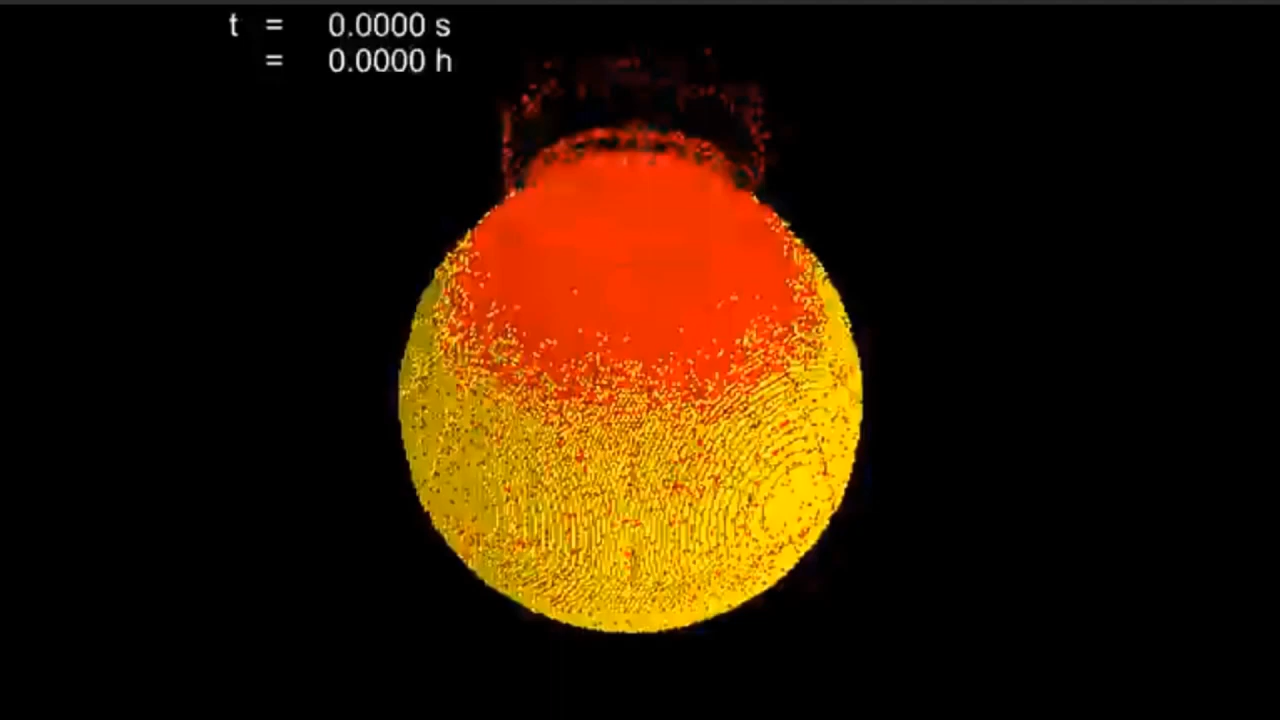 t = 0.0000 s
= 0.0000 h